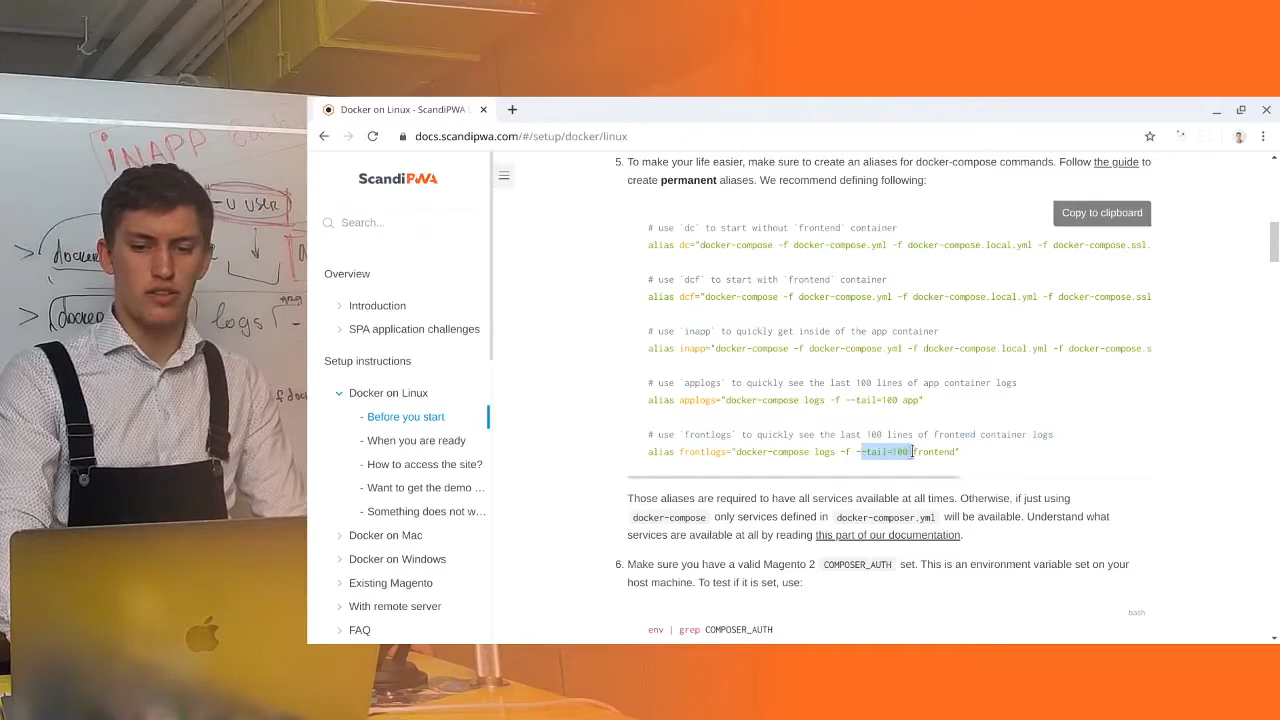 INAPP
-U USER
> docker
> docker logs
Docker on Linux - ScandiPWA
docs.scandipwa.com/#/setup/docker/linux
ScandiPWA
Search...
Overview
Introduction
SPA application challenges
Setup instructions
Docker on Linux
- Before you start
- When you are ready
- How to access the site?
- Want to get the demo ...
- Something does not w...
Docker on Mac
Docker on Windows
Existing Magento
With remote server
FAQ
5. To make your life easier, make sure to create an aliases for docker-compose commands. Follow the guide to
create permanent aliases. We recommend defining following:
Copy to clipboard
# use `dc` to start without `frontend` container
alias dc="docker-compose -f docker-compose.yml -f docker-compose.local.yml -f docker-compose.ssl.
# use `dcf` to start with `frontend` container
alias dcf="docker-compose -f docker-compose.yml -f docker-compose.local.yml -f docker-compose.ssl
# use `inapp` to quickly get inside of the app container
alias inapp="docker-compose -f docker-compose.yml -f docker-compose.local.yml -f docker-compose.s
# use `applogs` to quickly see the last 100 lines of app container logs
alias applogs="docker-compose logs -f --tail=100 app"
# use `frontlogs` to quickly see the last 100 lines of frontend container logs
alias frontlogs="docker-compose logs -f --tail=100 frontend"
Those aliases are required to have all services available at all times. Otherwise, if just using
docker-compose only services defined in docker-composer.yml will be available. Understand what
services are available at all by reading this part of our documentation.
6. Make sure you have a valid Magento 2 COMPOSER_AUTH set. This is an environment variable set on your
host machine. To test if it is set, use:
bash
env | grep COMPOSER_AUTH